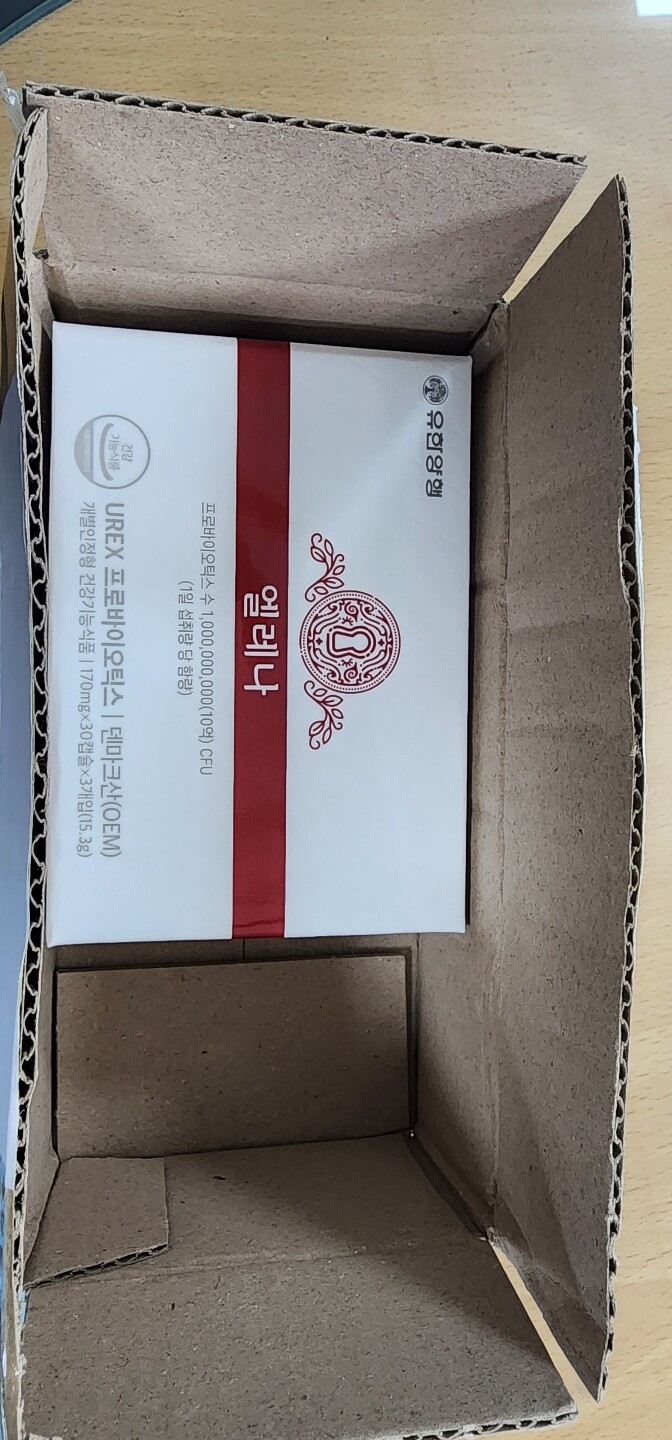 유한양행
엘레나
프로바이오틱스 수 1,000,000,000(10억) CFU
(1일 섭취량 당 함량)
건강
기능식품
UREX 프로바이오틱스 | 덴마크산(OEM)
개별인정형 건강기능식품 | 170mg×30캡슐×3개입(15.3g)